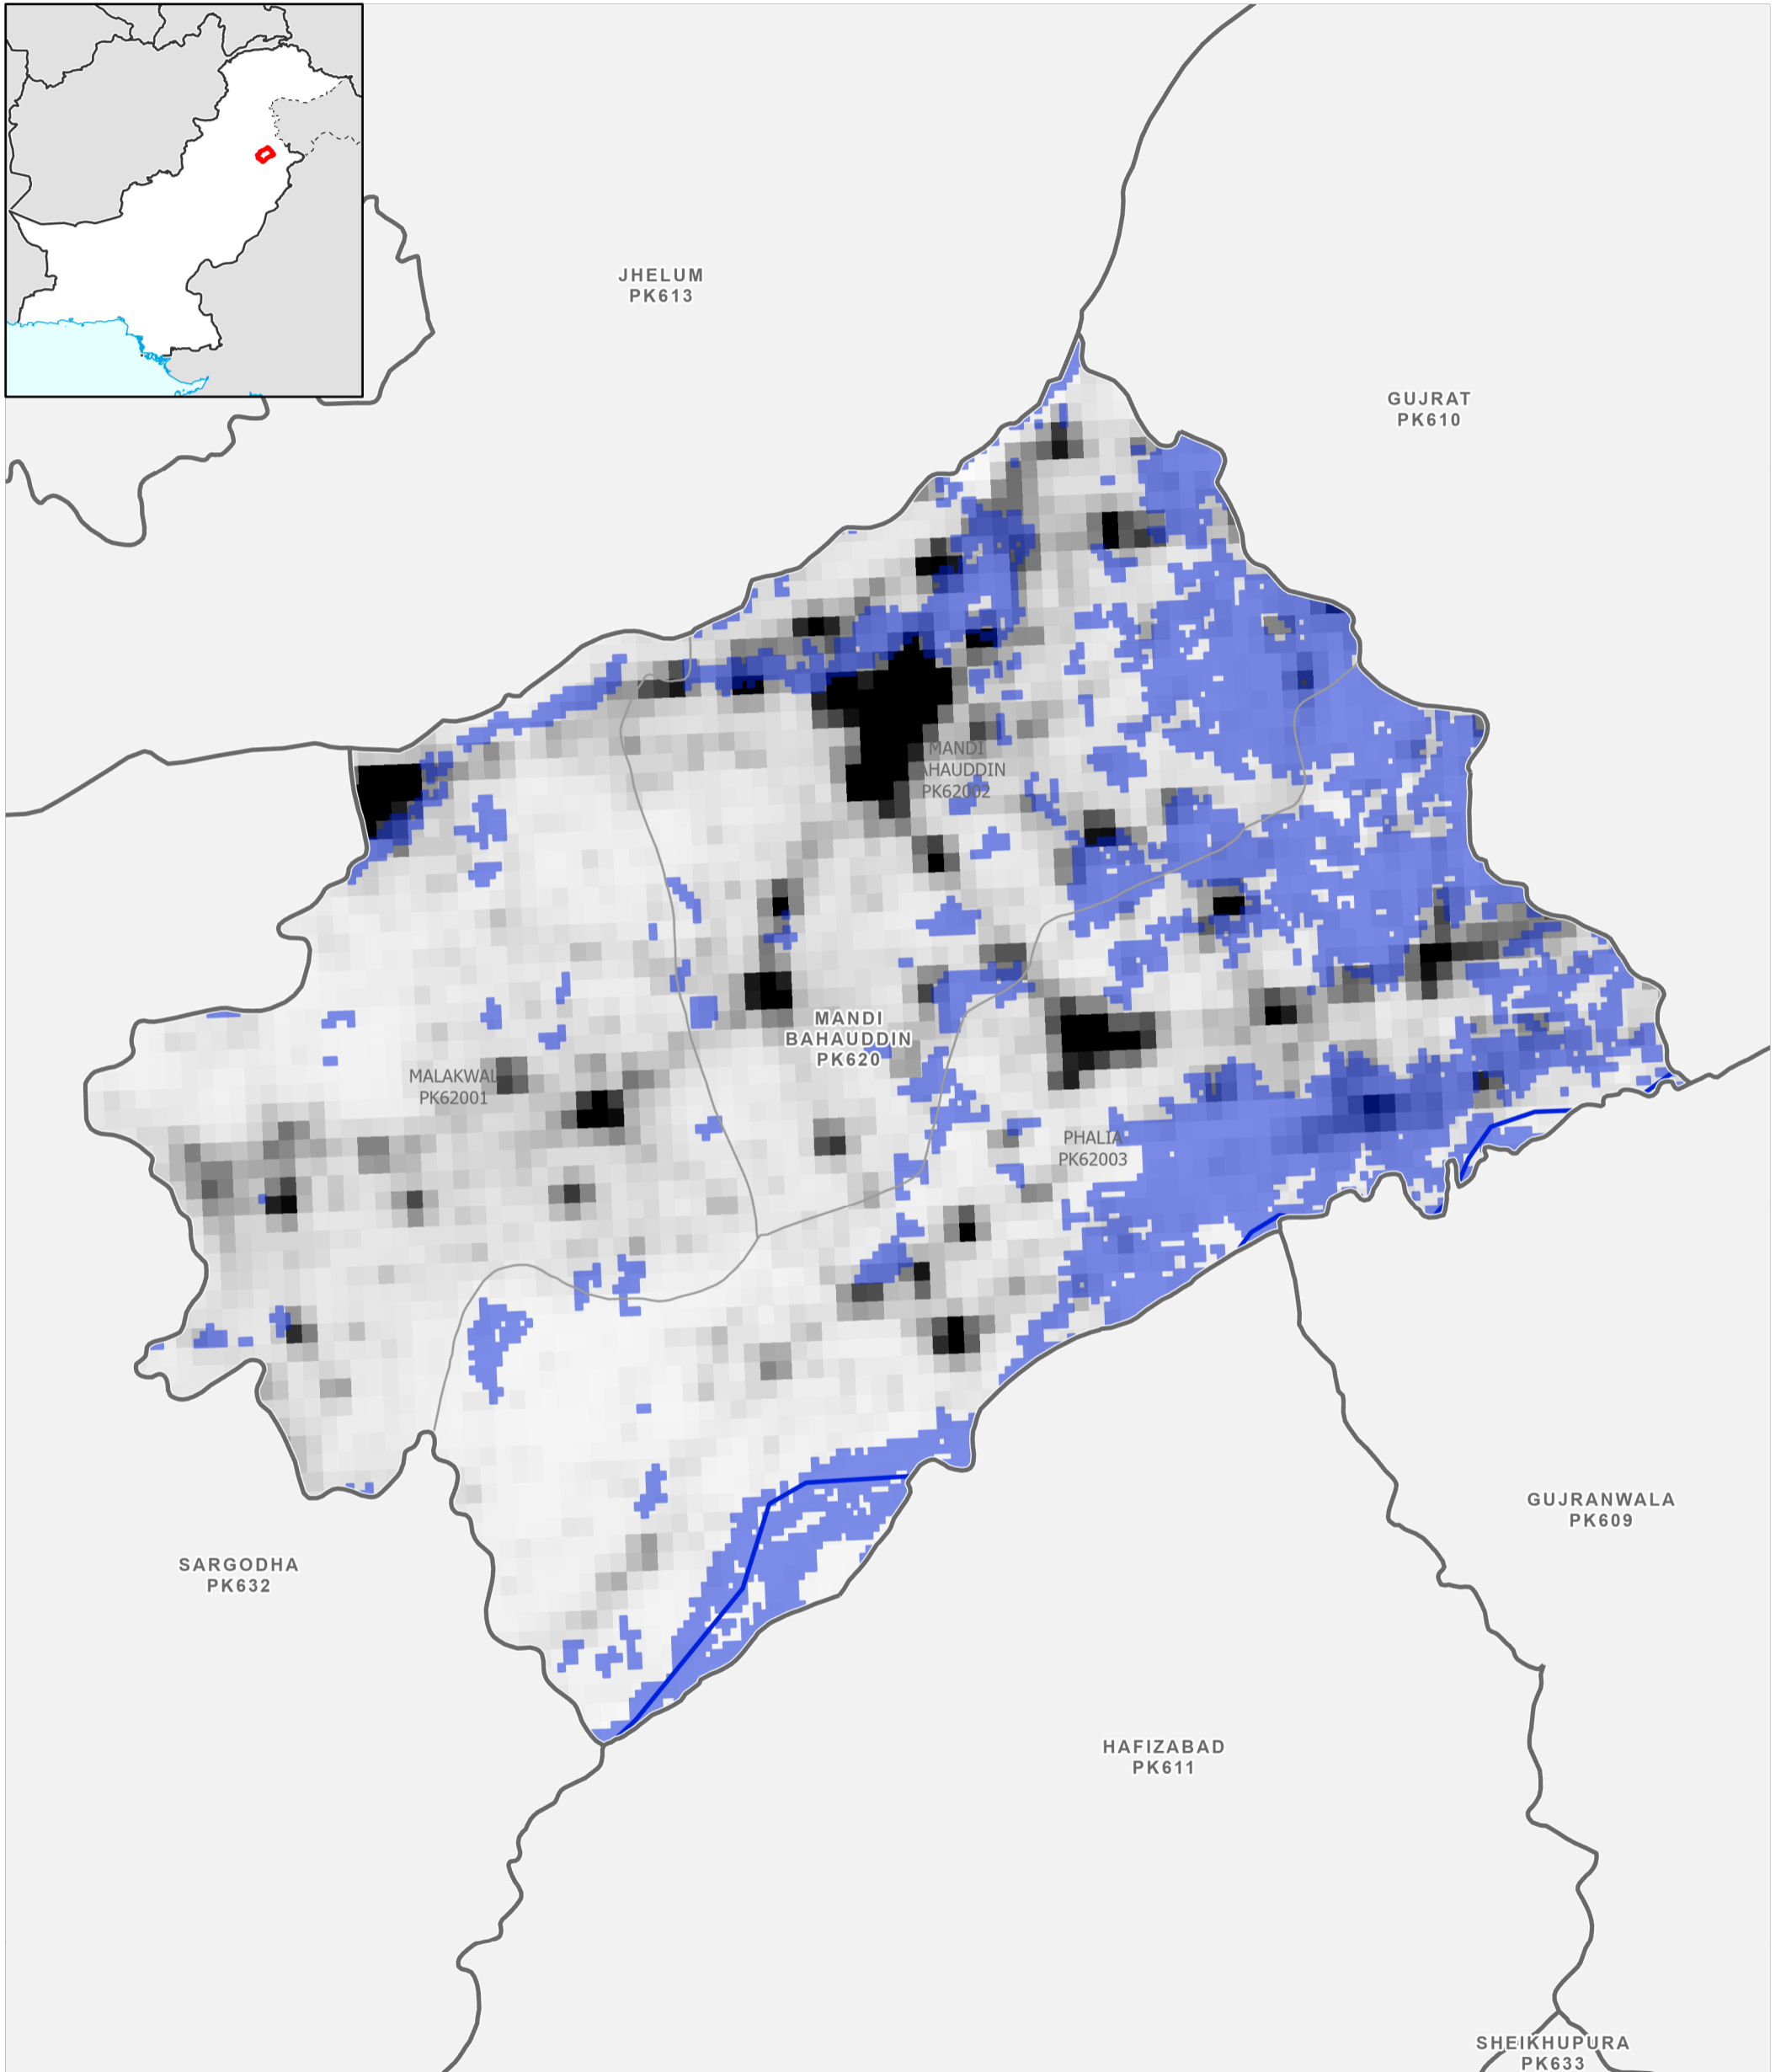 JHELUM
PK613
GUJRAT
PK610
MANDI
AHAUDDIN
PK62002
MANDI
BAHAUDDIN
PK620
MALAKWAL
PK62001
PHALIA
PK62003
GUJRANWALA
PK609
SARGODHA
PK632
HAFIZABAD
PK611
SHEIKHUPURA
PK633